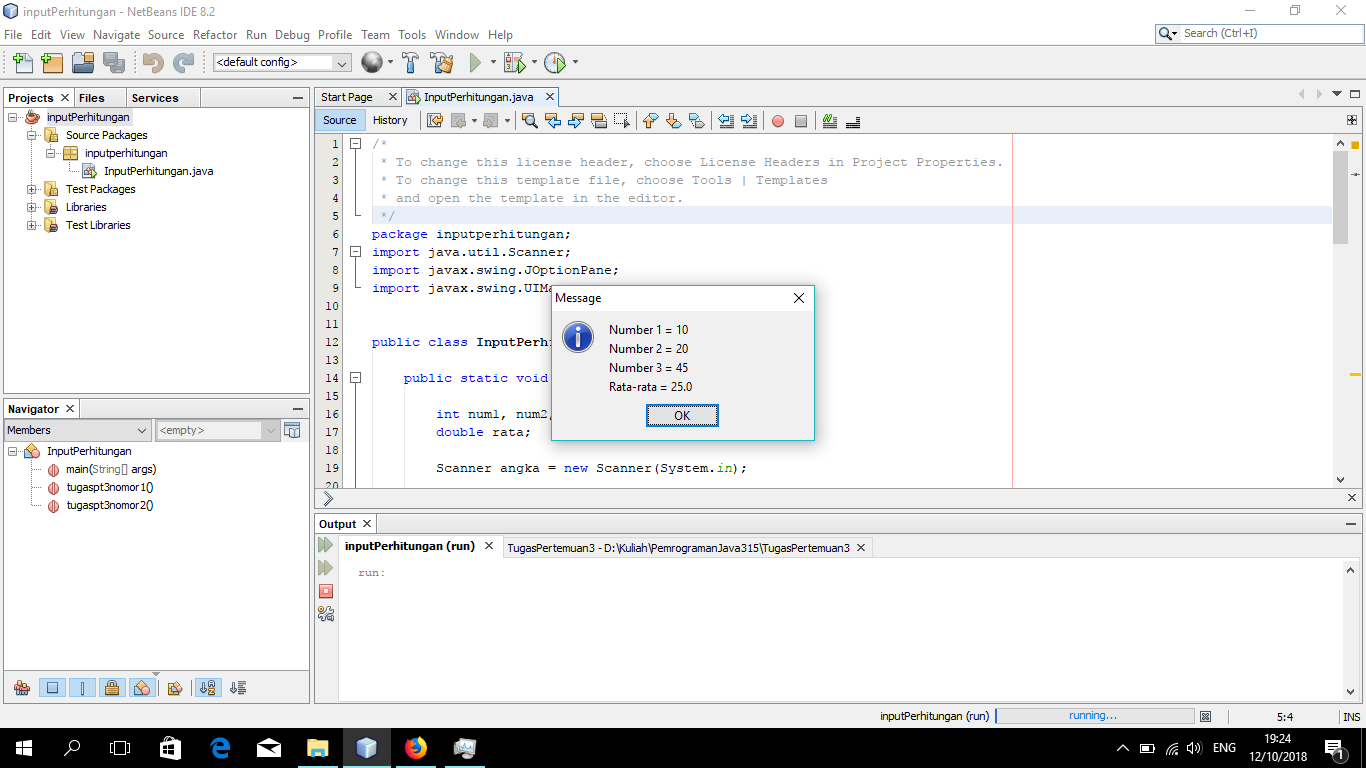 inputPerhitungan - NetBeans IDE 8.2
File Edit View Navigate Source Refactor Run Debug Profile Team Tools Window Help
Search (Ctrl+I)
<default config>
Projects Files Services
inputPerhitungan
Source Packages
inputperhitungan
InputPerhitungan.java
Test Packages
Libraries
Test Libraries
Navigator
Members <empty>
InputPerhitungan
main(String[] args)
tugaspt3nomor1()
tugaspt3nomor2()
Start Page InputPerhitungan.java
Source History
1 /*
2 * To change this license header, choose License Headers in Project Properties.
3 * To change this template file, choose Tools | Templates
4 * and open the template in the editor.
5 */
6 package inputperhitungan;
7 import java.util.Scanner;
8 import javax.swing.JOptionPane;
9 import javax.swing.UIMa
10
11
12 public class InputPerhi
13
14 public static void
15
16 int num1, num2,
17 double rata;
18
19 Scanner angka = new Scanner(System.in);
20
Message
Number 1 = 10
Number 2 = 20
Number 3 = 45
Rata-rata = 25.0
OK
Output
inputPerhitungan (run) TugasPertemuan3 - D:\Kuliah\PemrogramanJava315\TugasPertemuan3
run:
inputPerhitungan (run) running... 5:4 INS
ENG
19:24
12/10/2018
1